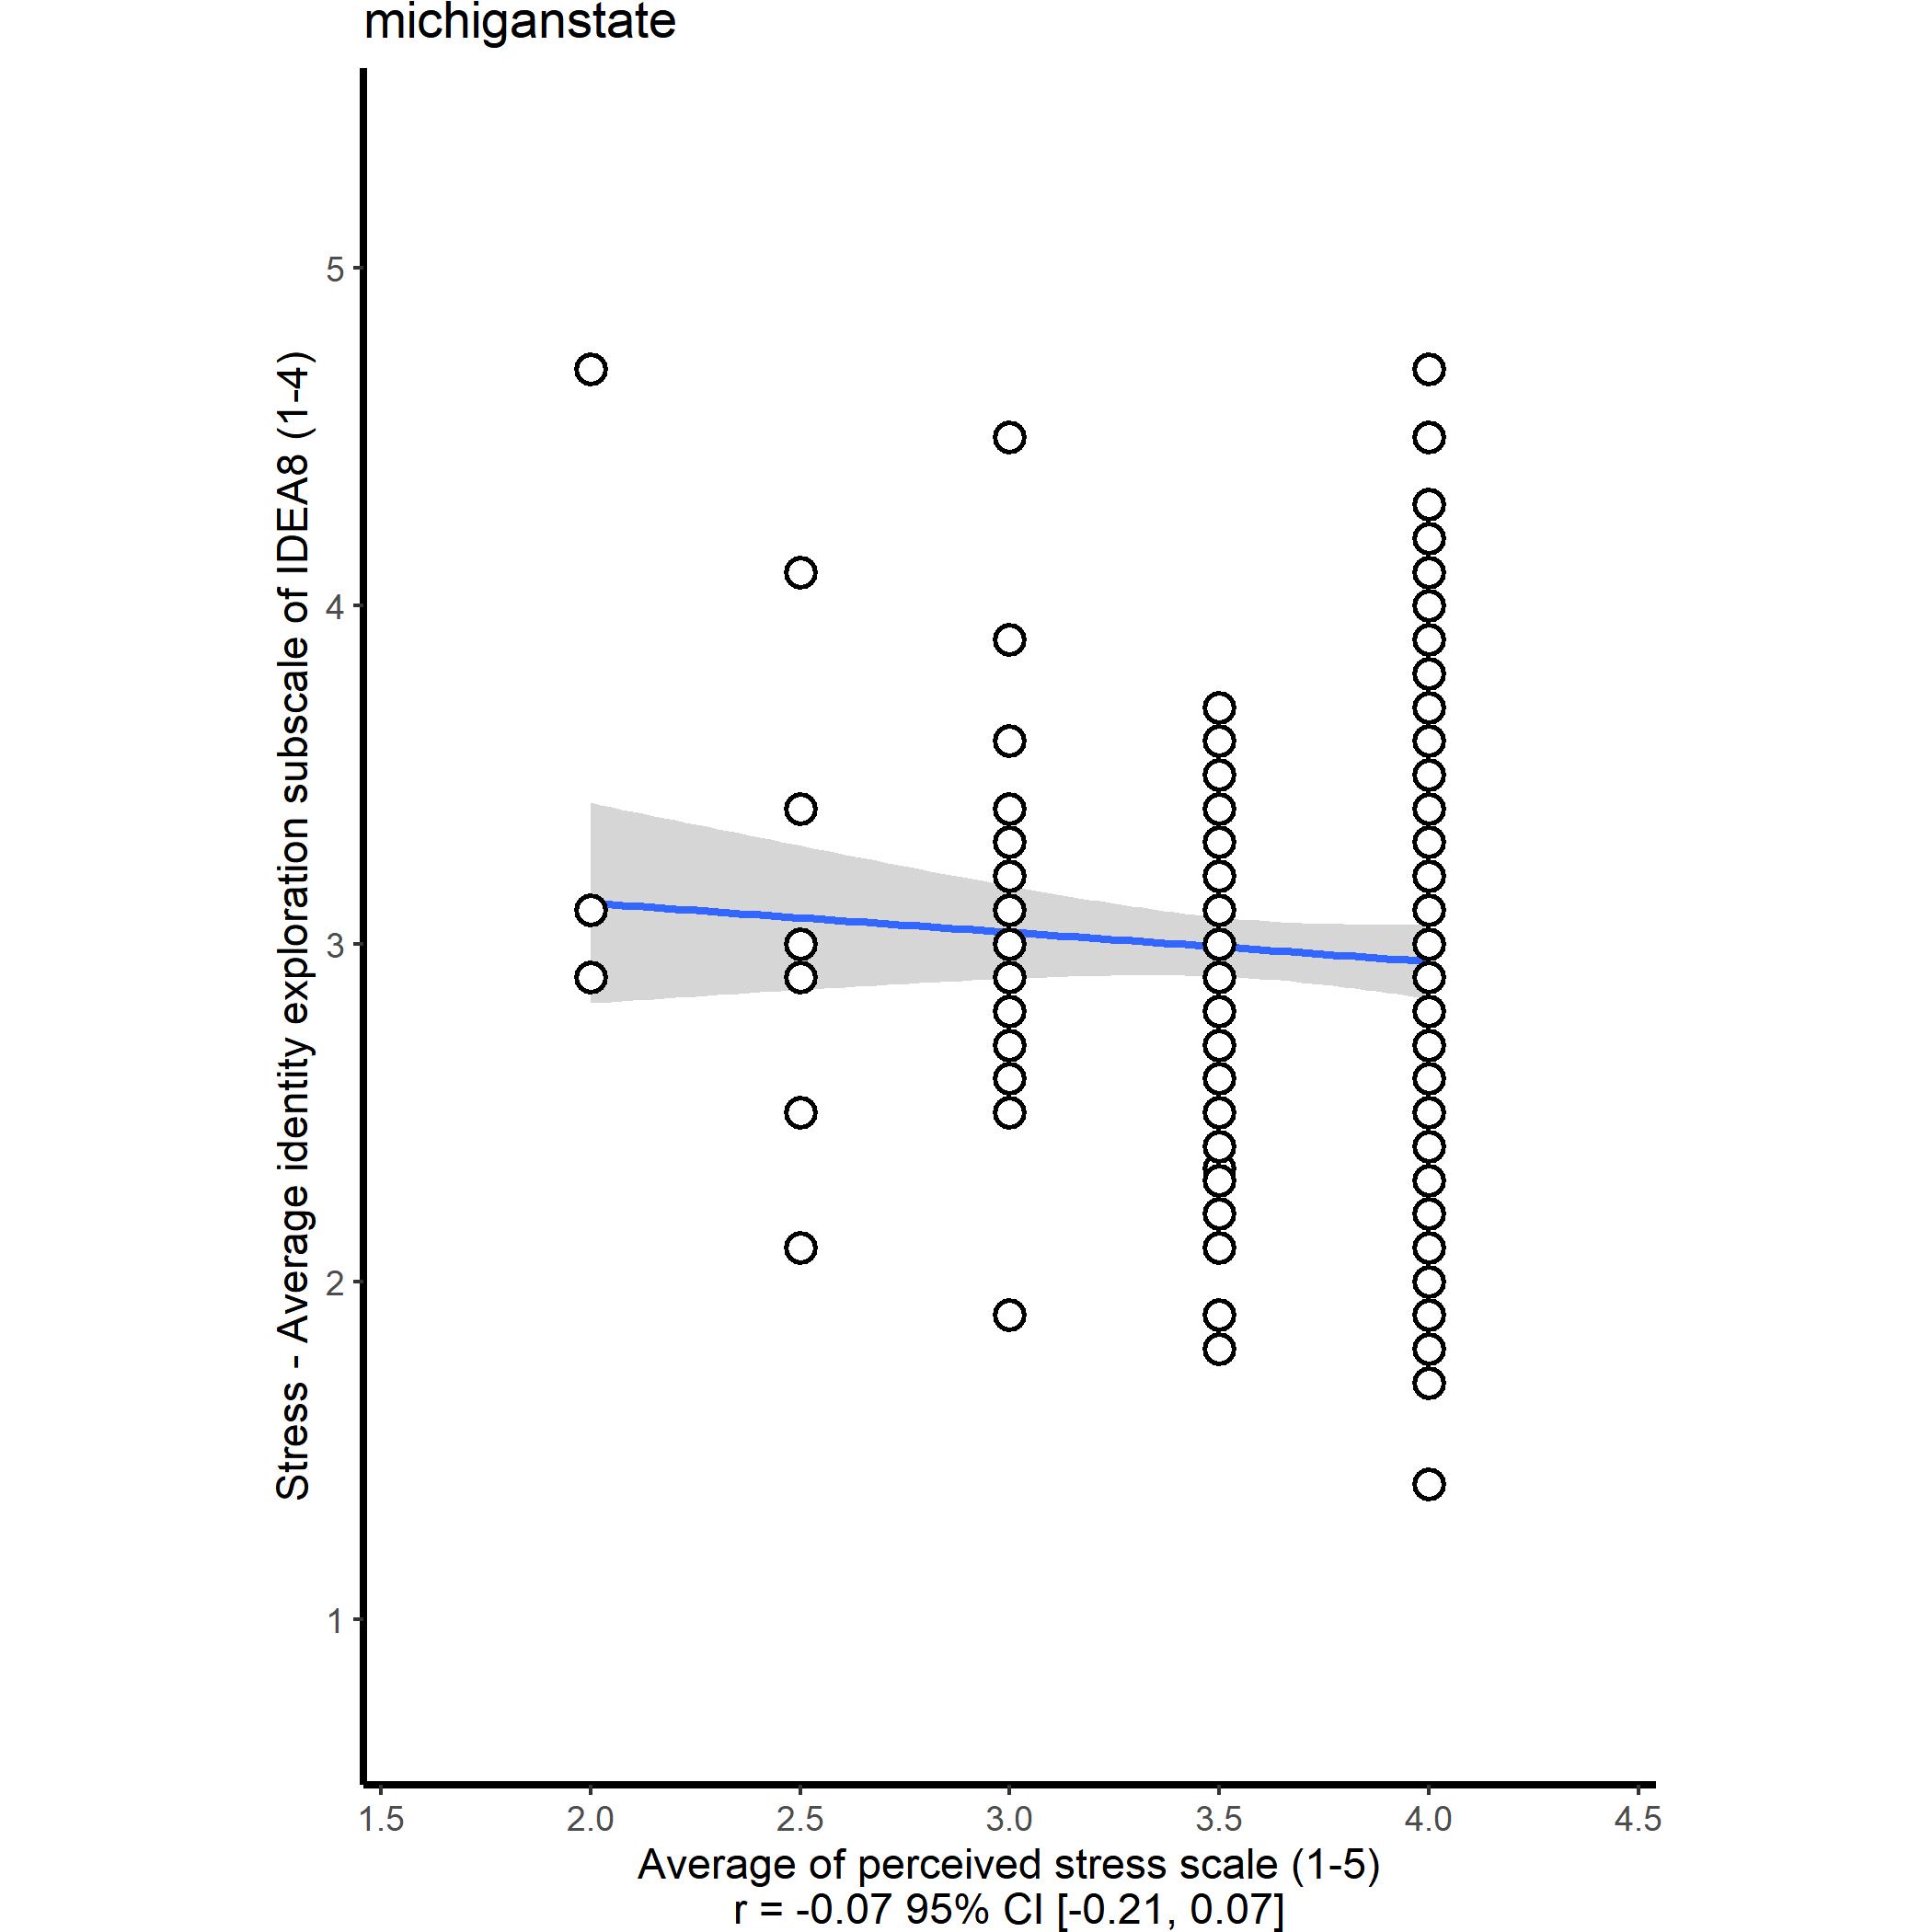 michiganstate
Stress - Average identity exploration subscale of IDEA8 (1-4)
5
4
3
2
1
1.5 2.0 2.5 3.0 3.5 4.0 4.5
Average of perceived stress scale (1-5)
r = -0.07 95% CI [-0.21, 0.07]